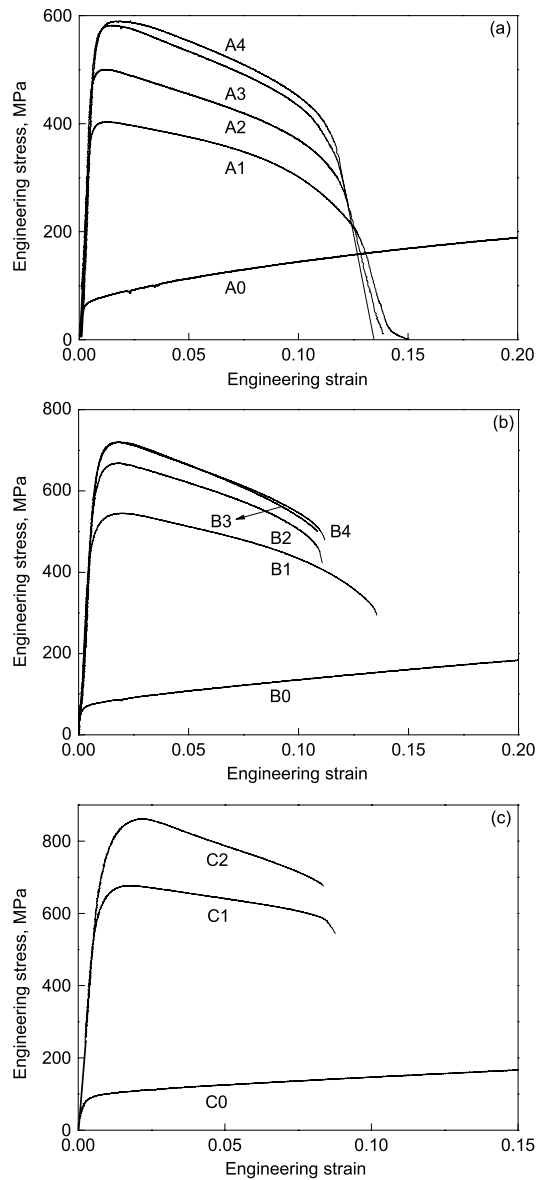 600
(a)
A4
Engineering stress, MPa
A3
400
A2
A1
200
A0
0
0.00 0.05 0.10 0.15 0.20
Engineering strain
800
(b)
Engineering stress, MPa
600
B3 B4
B2
B1
400
200
B0
0
0.00 0.05 0.10 0.15 0.20
Engineering strain
(c)
800
C2
Engineering stress, MPa
C1
600
400
200
C0
0
0.00 0.05 0.10 0.15
Engineering strain